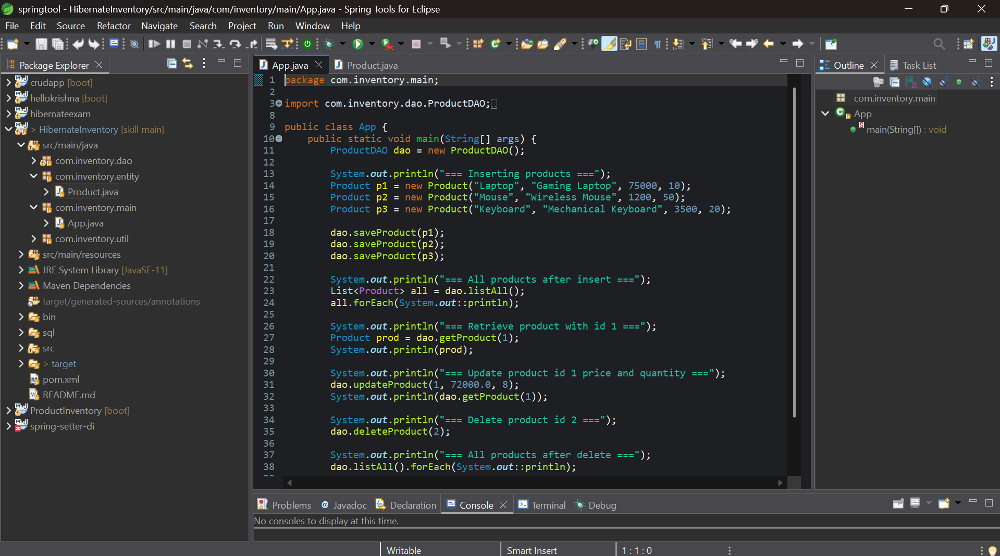 springtool - HibernateInventory/src/main/java/com/inventory/main/App.java - Spring Tools for Eclipse
File Edit Source Refactor Navigate Search Project Run Window Help
Package Explorer
crudapp [boot]
hellokrishna [boot]
hibernateexam
> HibernateInventory [skill main]
src/main/java
com.inventory.dao
com.inventory.entity
Product.java
com.inventory.main
App.java
com.inventory.util
src/main/resources
JRE System Library [JavaSE-11]
Maven Dependencies
target/generated-sources/annotations
bin
sql
src
> target
pom.xml
README.md
ProductInventory [boot]
spring-setter-di
App.java Product.java
1 package com.inventory.main;
2
3 import com.inventory.dao.ProductDAO;
8
9 public class App {
10 public static void main(String[] args) {
11 ProductDAO dao = new ProductDAO();
12
13 System.out.println("=== Inserting products ===");
14 Product p1 = new Product("Laptop", "Gaming Laptop", 75000, 10);
15 Product p2 = new Product("Mouse", "Wireless Mouse", 1200, 50);
16 Product p3 = new Product("Keyboard", "Mechanical Keyboard", 3500, 20);
17
18 dao.saveProduct(p1);
19 dao.saveProduct(p2);
20 dao.saveProduct(p3);
21
22 System.out.println("=== All products after insert ===");
23 List<Product> all = dao.listAll();
24 all.forEach(System.out::println);
25
26 System.out.println("=== Retrieve product with id 1 ===");
27 Product prod = dao.getProduct(1);
28 System.out.println(prod);
29
30 System.out.println("=== Update product id 1 price and quantity ===");
31 dao.updateProduct(1, 72000.0, 8);
32 System.out.println(dao.getProduct(1));
33
34 System.out.println("=== Delete product id 2 ===");
35 dao.deleteProduct(2);
36
37 System.out.println("=== All products after delete ===");
38 dao.listAll().forEach(System.out::println);
Outline Task List
com.inventory.main
App
main(String[]) : void
Problems Javadoc Declaration Console Terminal Debug
No consoles to display at this time.
Writable Smart Insert 1 : 1 : 0